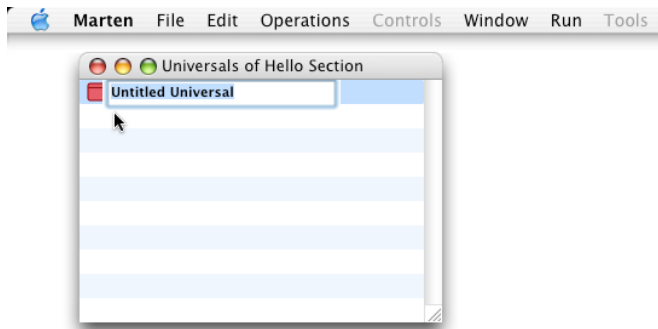 Marten File Edit Operations Controls Window Run Tools
Universals of Hello Section
Untitled Universal